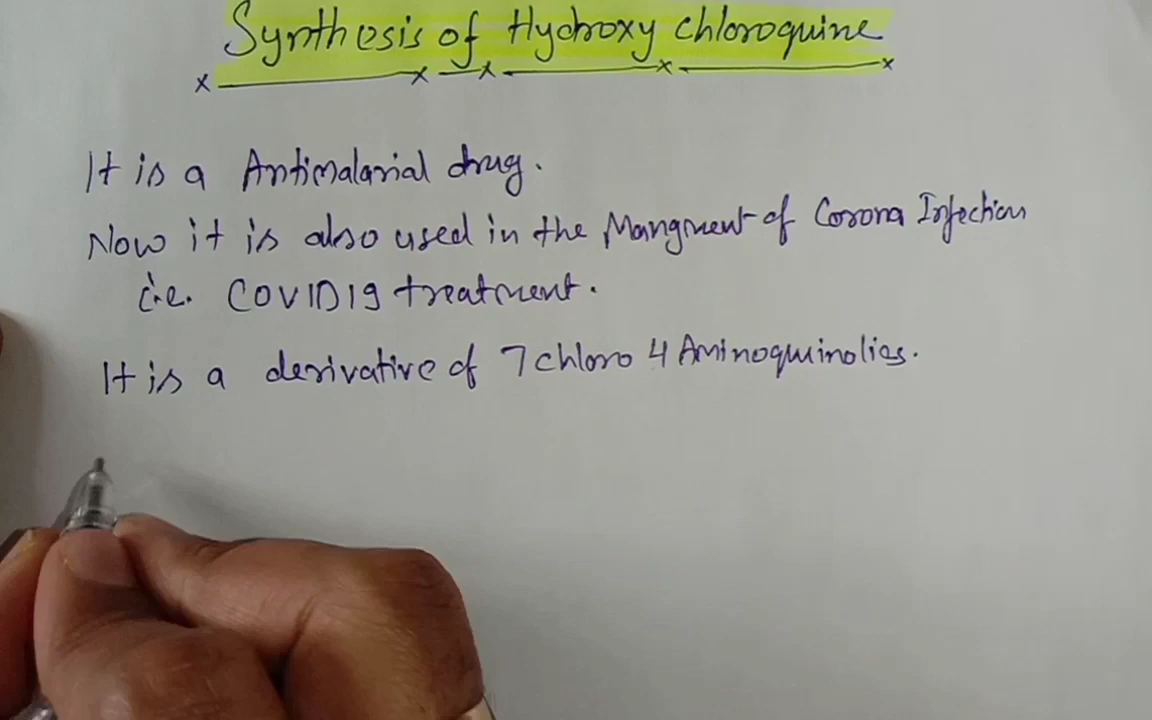 Synthesis of Hydroxy chloroquine
It is a Antimalarial drug.
Now it is also used in the Mangment of Corona Infection
i.e. COVID19 treatment.
It is a derivative of 7 chloro 4 Aminoquinolies.